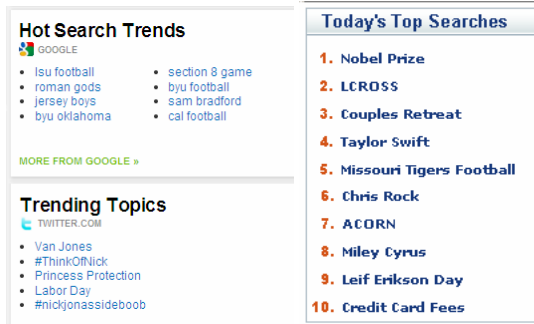 Hot Search Trends
GOOGLE
lsu football
roman gods
jersey boys
byu oklahoma
section 8 game
byu football
sam bradford
cal football
MORE FROM GOOGLE »
Trending Topics
TWITTER.COM
Van Jones
#ThinkOfNick
Princess Protection
Labor Day
#nickjonassideboob
Today's Top Searches
1. Nobel Prize
2. LCROSS
3. Couples Retreat
4. Taylor Swift
5. Missouri Tigers Football
6. Chris Rock
7. ACORN
8. Miley Cyrus
9. Leif Erikson Day
10. Credit Card Fees